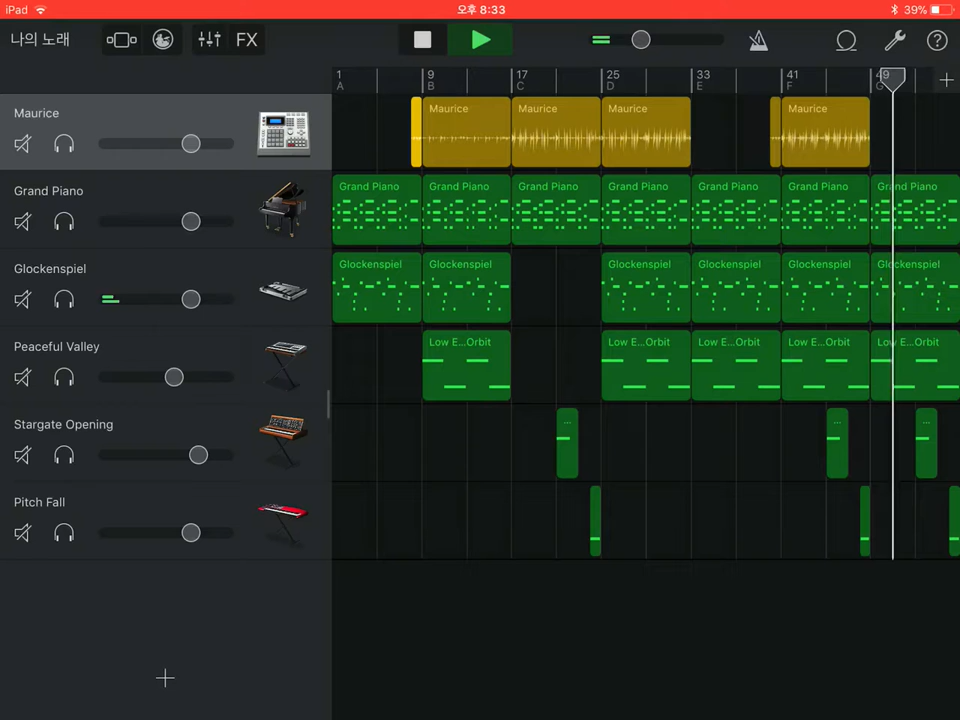 iPad 오후 8:33 39%
나의 노래 FX ?
1 9 17 25 33 41 49
A B C D E F G
Maurice Maurice Maurice Maurice Maurice
Grand Piano Grand Piano Grand Piano Grand Piano Grand Piano Grand Piano Grand Piano Grand Piano
Glockenspiel Glockenspiel Glockenspiel Glockenspiel Glockenspiel Glockenspiel Glockenspiel
Peaceful Valley Low E...Orbit Low E...Orbit Low E...Orbit Low E...Orbit Low E...Orbit
Stargate Opening ... ... ...
Pitch Fall